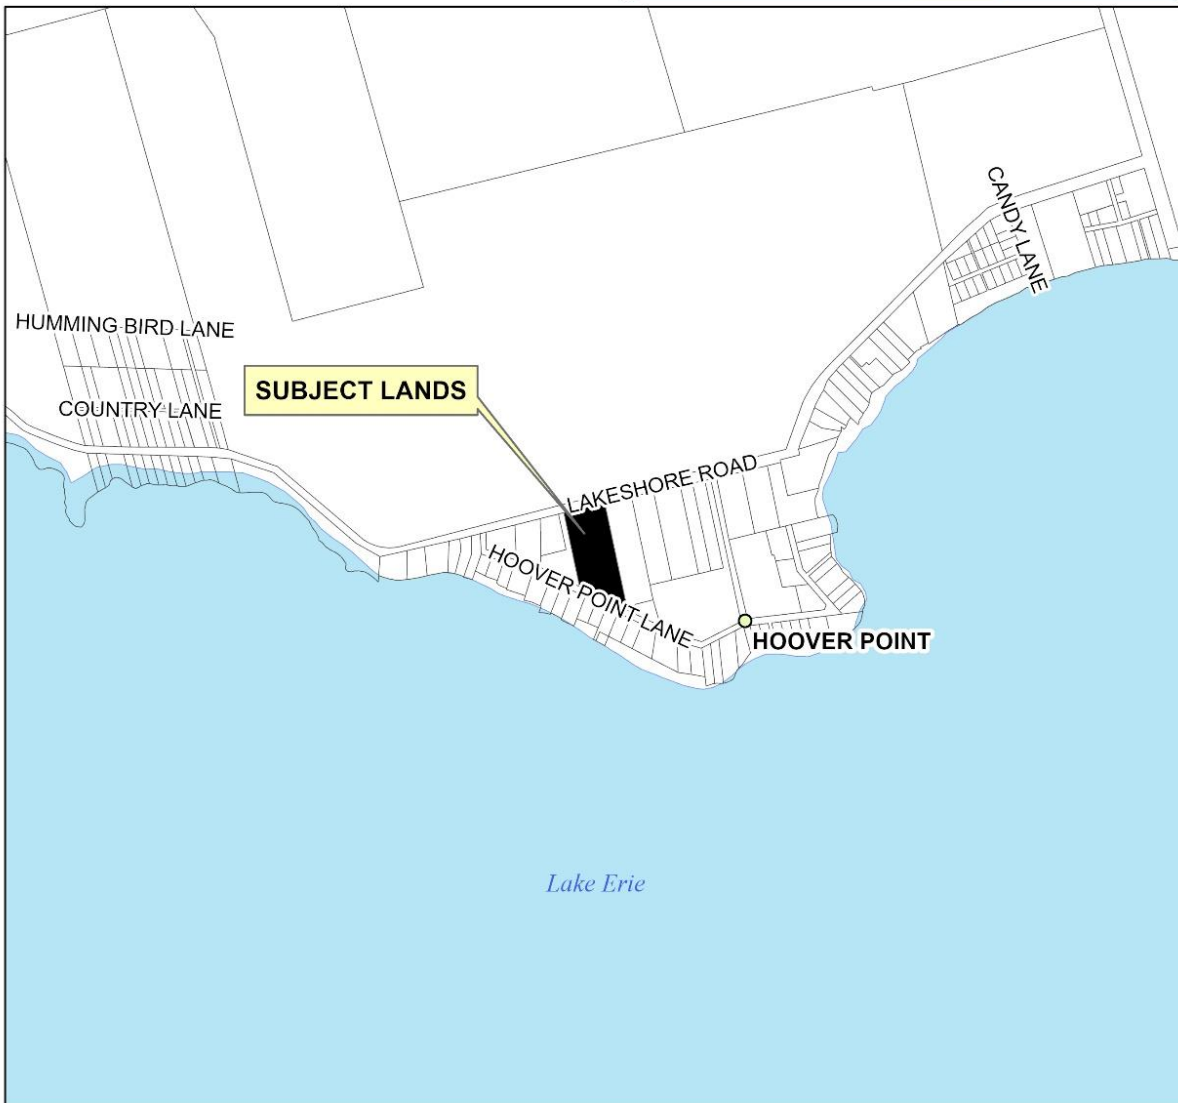 CANDY LANE
HUMMING BIRD LANE
SUBJECT LANDS
COUNTRY LANE
LAKESHORE ROAD
HOOVER POINT LANE
HOOVER POINT
Lake Erie